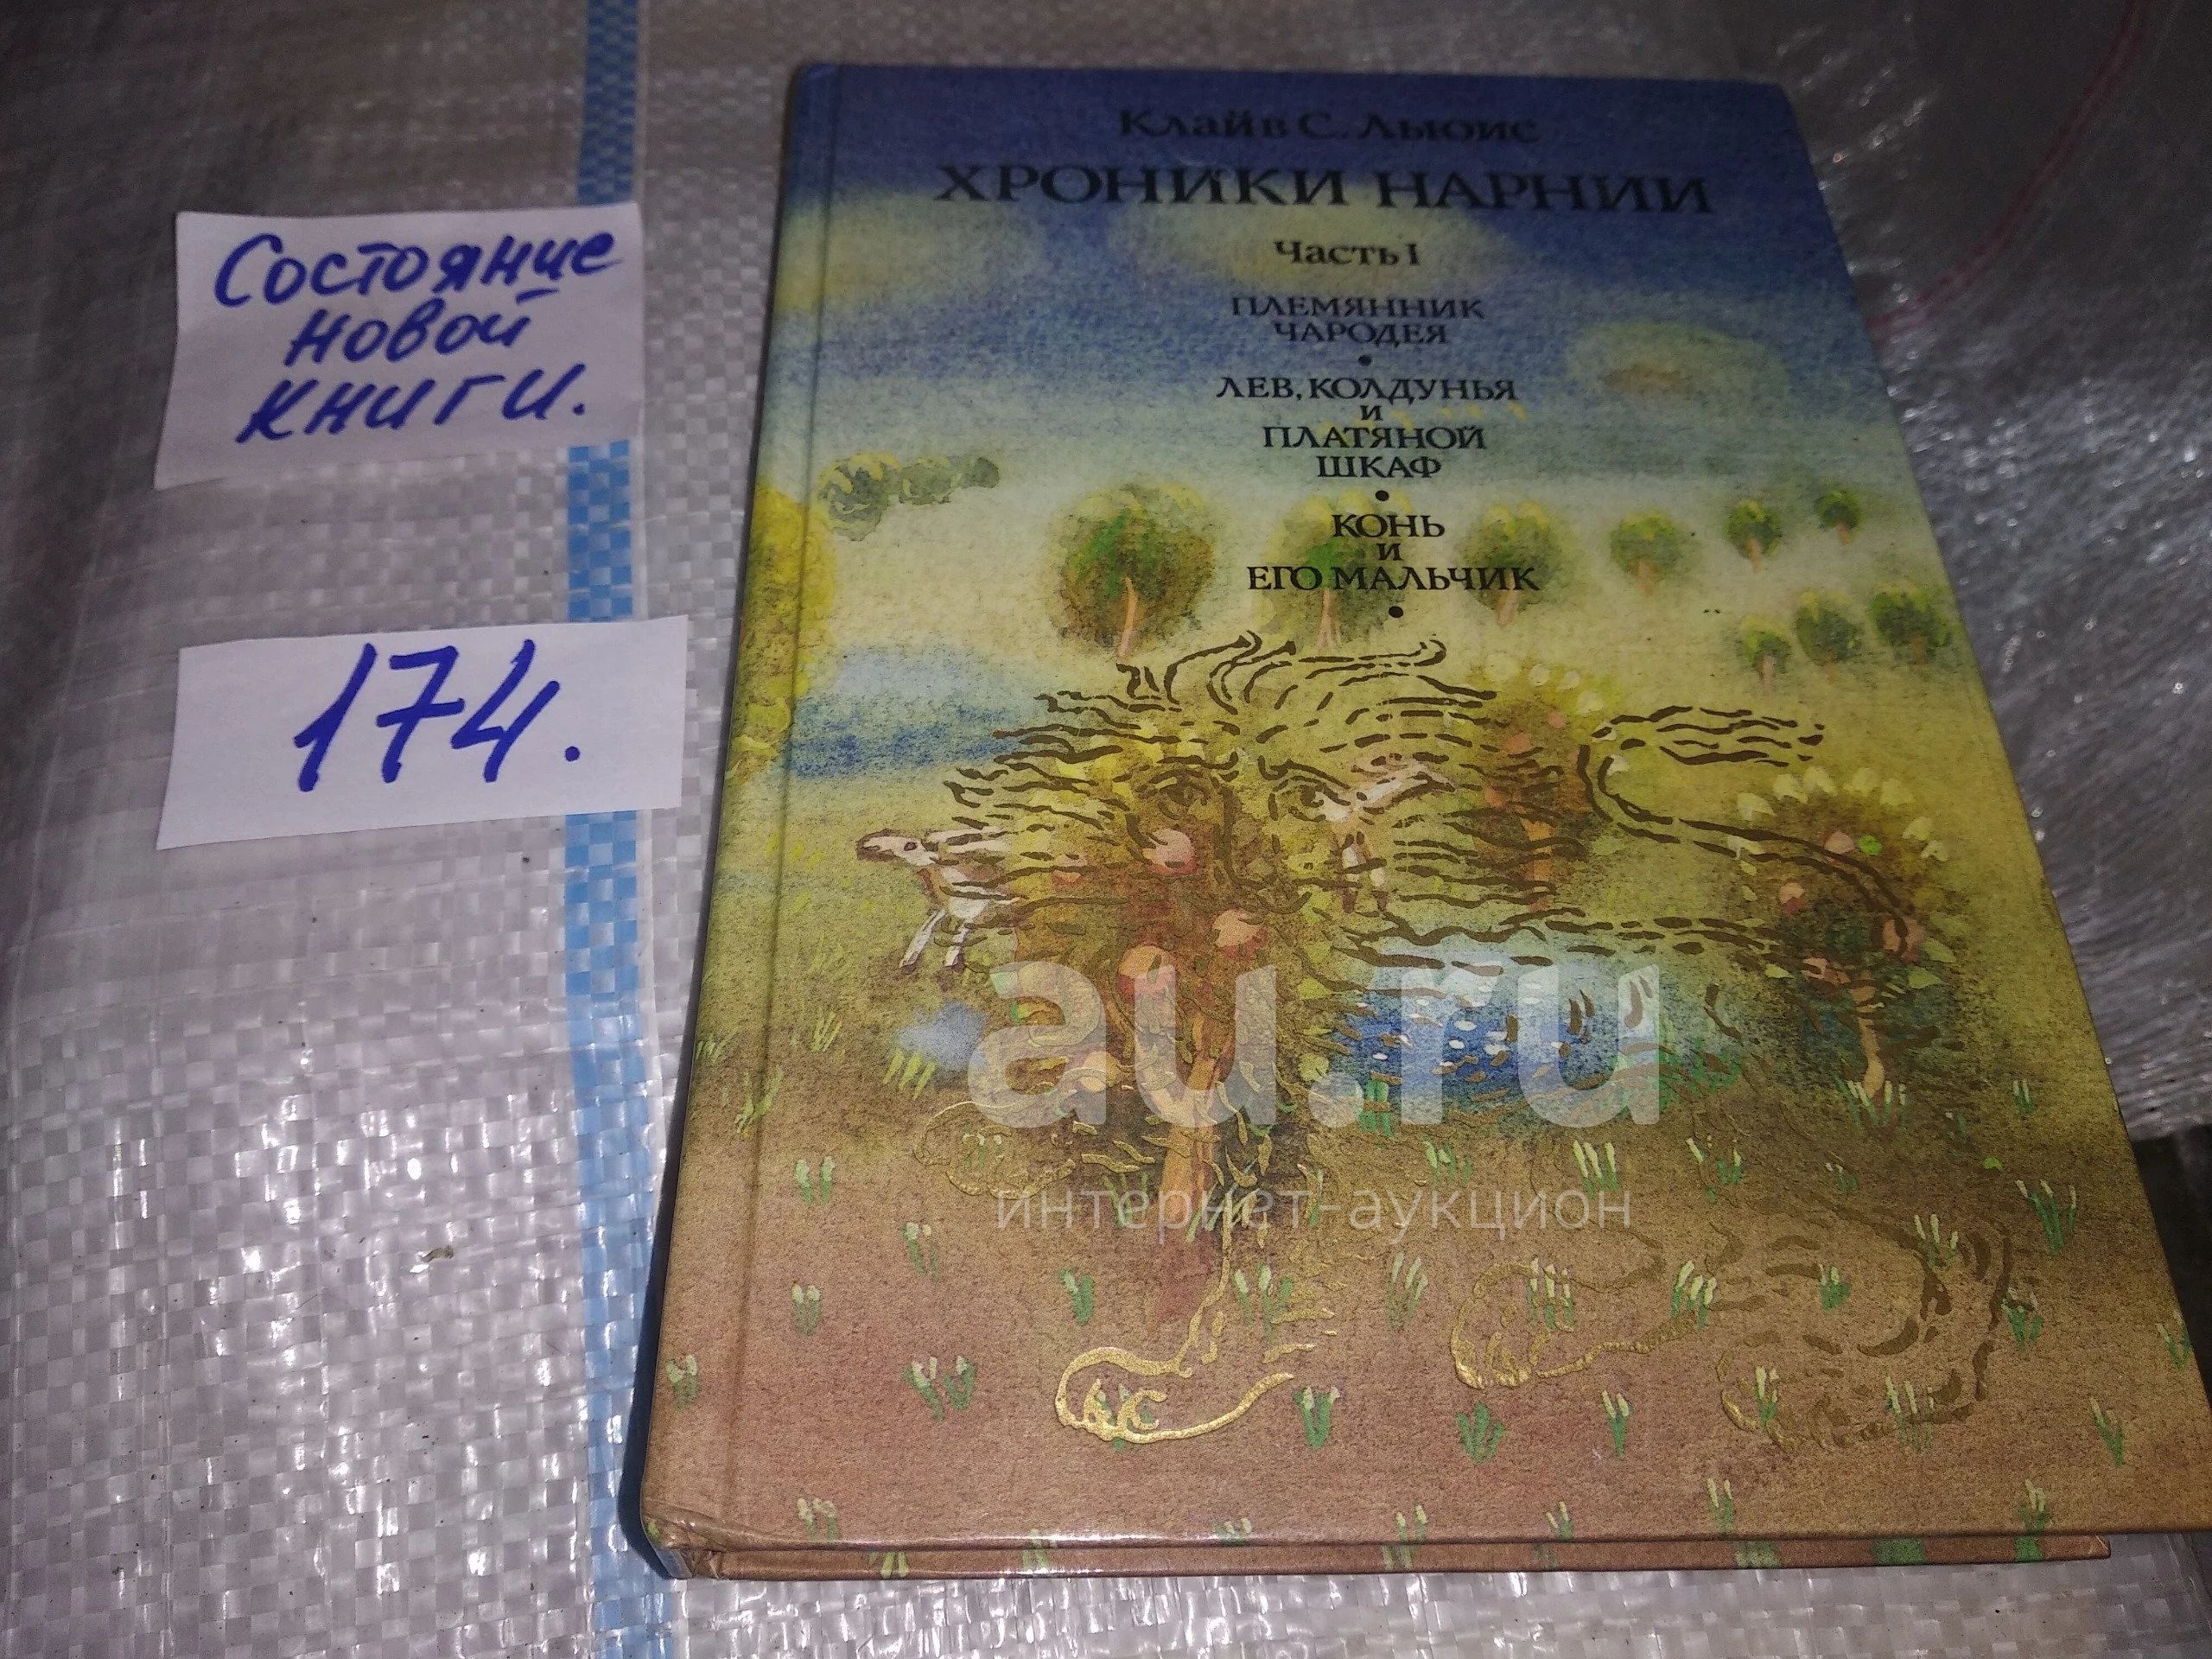 Состояние
новой
книги.
174.
Клайв С. Льюис
ХРОНИКИ НАРНИИ
Часть I
ПЛЕМЯННИК
ЧАРОДЕЯ
•
ЛЕВ, КОЛДУНЬЯ
И
ПЛАТЯНОЙ
ШКАФ
•
КОНЬ
И
ЕГО МАЛЬЧИК
•
au.ru
интернет-аукцион